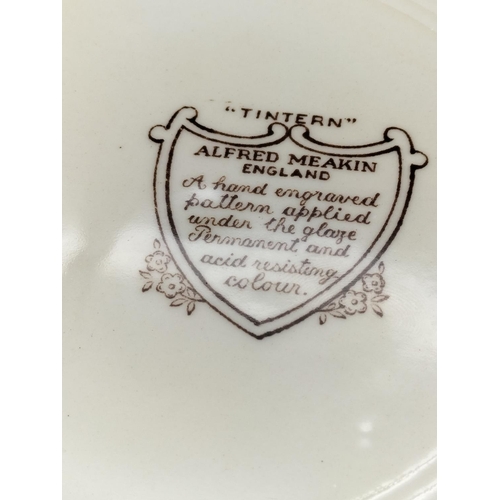 "TINTERN"
ALFRED MEAKIN
ENGLAND
A hand engraved
pattern applied
under the glaze
Permanent and
acid resisting
colour.